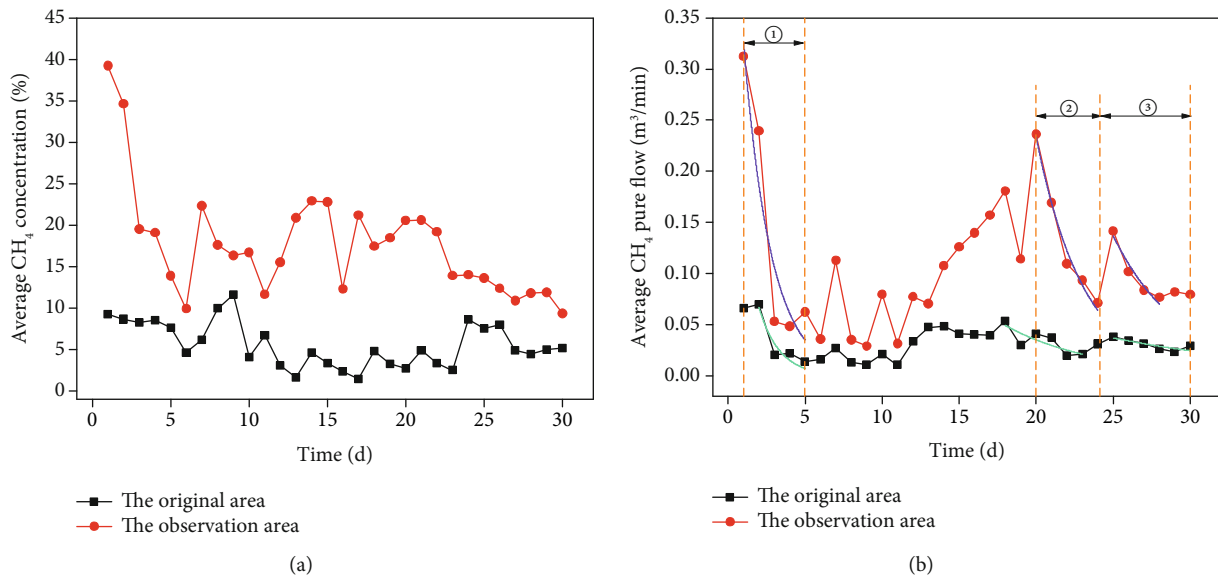 45
40
35
30
25
20
15
10
5
0
Average CH4 concentration (%)
0 5 10 15 20 25 30
Time (d)
The original area
The observation area
(a)
0.35
0.30
0.25
0.20
0.15
0.10
0.05
0.00
Average CH4 pure flow (m³/min)
①
②
③
0 5 10 15 20 25 30
Time (d)
The original area
The observation area
(b)